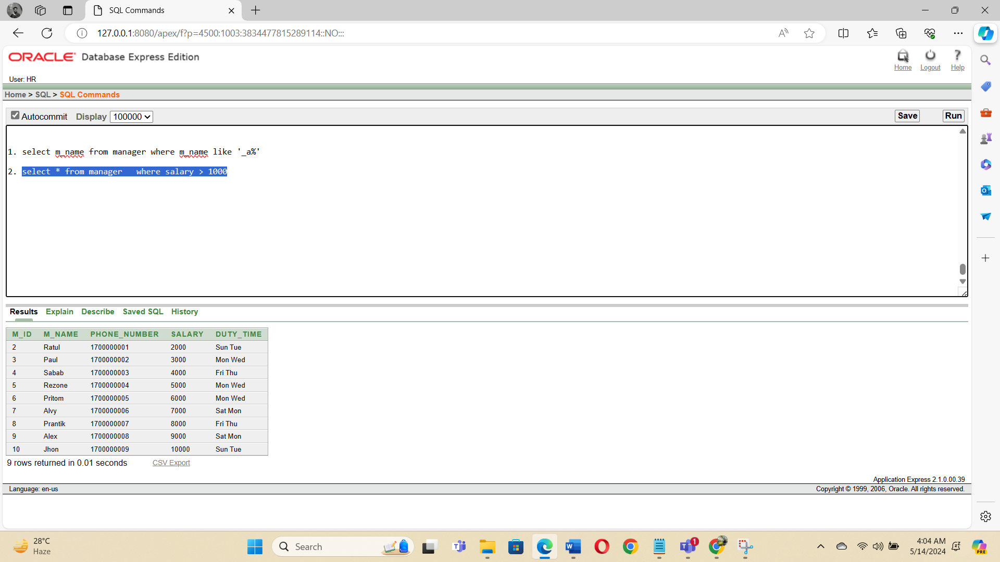 SQL Commands
127.0.0.1:8080/apex/f?p=4500:1003:3834477815289114::NO:::
ORACLE Database Express Edition
Home Logout Help
User: HR
Home > SQL > SQL Commands
Autocommit Display 100000 Save Run
1. select m_name from manager where m_name like '_a%'
2. select * from manager   where salary > 1000
Results Explain Describe Saved SQL History
M_ID M_NAME PHONE_NUMBER SALARY DUTY_TIME
2 Ratul 1700000001 2000 Sun Tue
3 Paul 1700000002 3000 Mon Wed
4 Sabab 1700000003 4000 Fri Thu
5 Rezone 1700000004 5000 Mon Wed
6 Pritom 1700000005 6000 Mon Wed
7 Alvy 1700000006 7000 Sat Mon
8 Prantik 1700000007 8000 Fri Thu
9 Alex 1700000008 9000 Sat Mon
10 Jhon 1700000009 10000 Sun Tue
9 rows returned in 0.01 seconds CSV Export
Application Express 2.1.0.00.39
Language: en-us Copyright © 1999, 2006, Oracle. All rights reserved.
28°C
Haze
Search
1
4:04 AM
5/14/2024
PRE